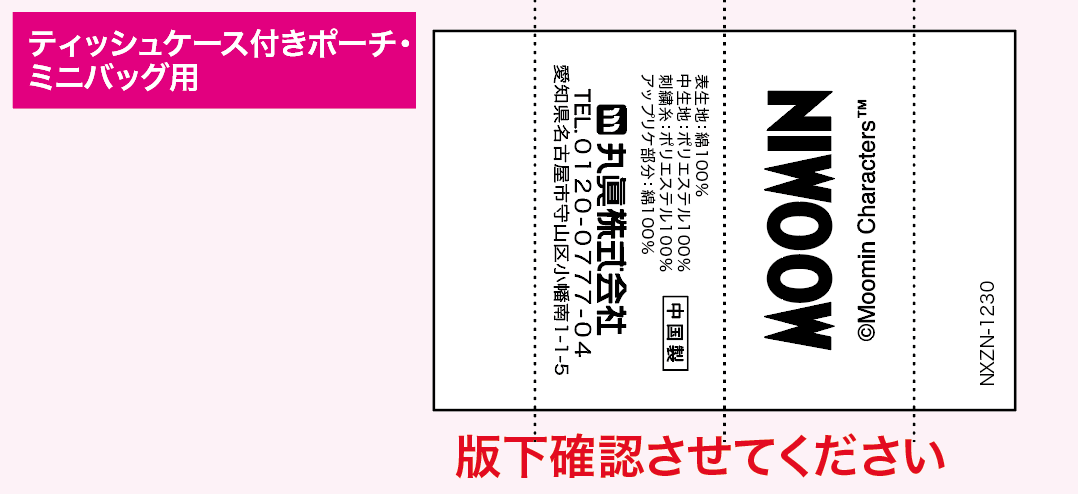 ティッシュケース付きポーチ・
ミニバッグ用
表生地：綿100%
中生地：ポリエステル100%
刺繍糸：ポリエステル100%
アップリケ部分：綿100%
中国製
丸眞株式会社
TEL.0120-0777-04
愛知県名古屋市守山区小幡南1-1-5
MOOMIN
©Moomin Characters™
NXZN-1230
版下確認させてください